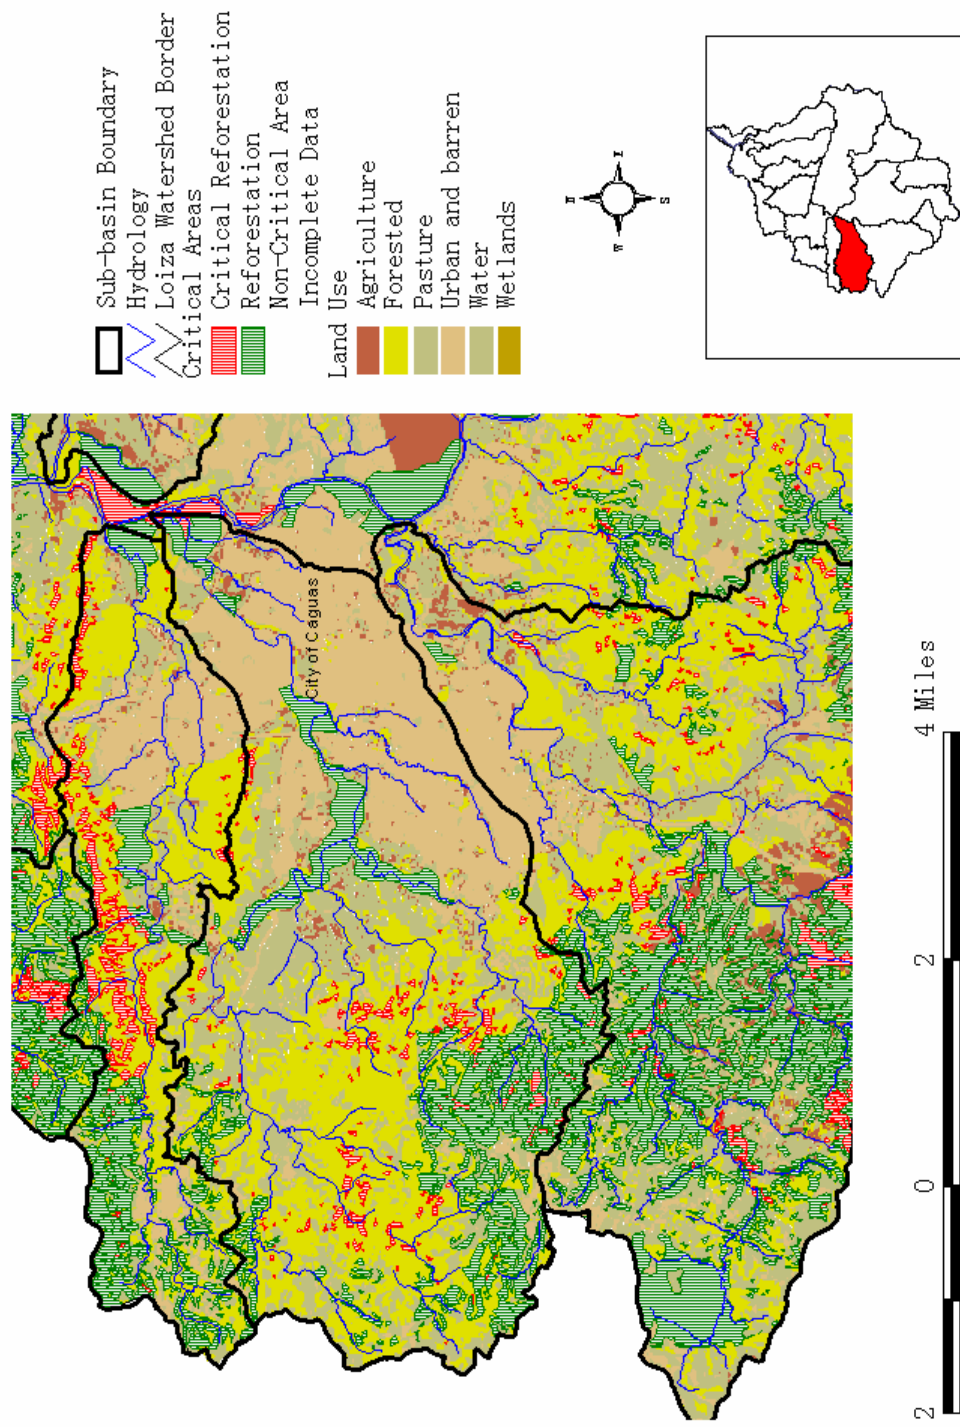 Sub-basin Boundary
Hydrology
Loiza Watershed Border
Critical Areas
Critical Reforestation
Reforestation
Non-Critical Area
Incomplete Data
Land Use
Agriculture
Forested
Pasture
Urban and barren
Water
Wetlands
N
W
E
S
City of Caguas
2
0
2
4 Miles